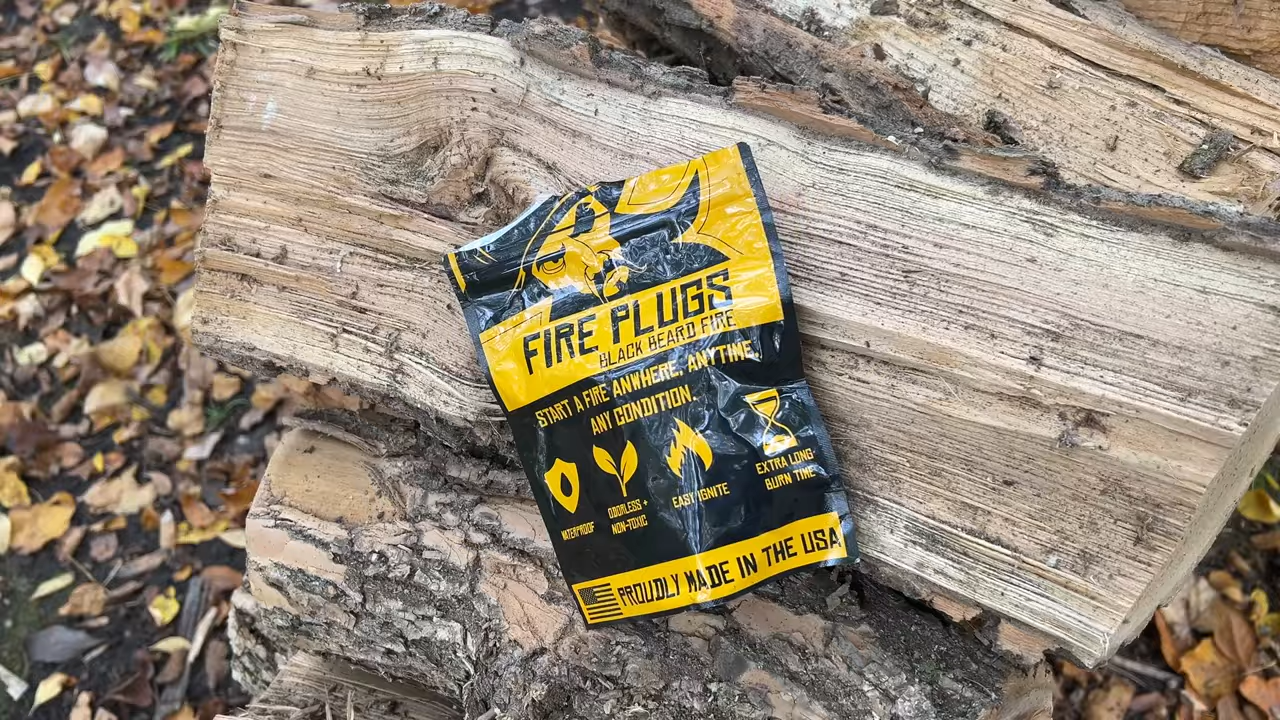 FIRE PLUGS
BLACK BEARD FIRE
START A FIRE ANWHERE, ANYTIME,
ANY CONDITION.
WATERPROOF
ODORLESS +
NON-TOXIC
EASY IGNITE
EXTRA LONG
BURN TIME
PROUDLY MADE IN THE USA